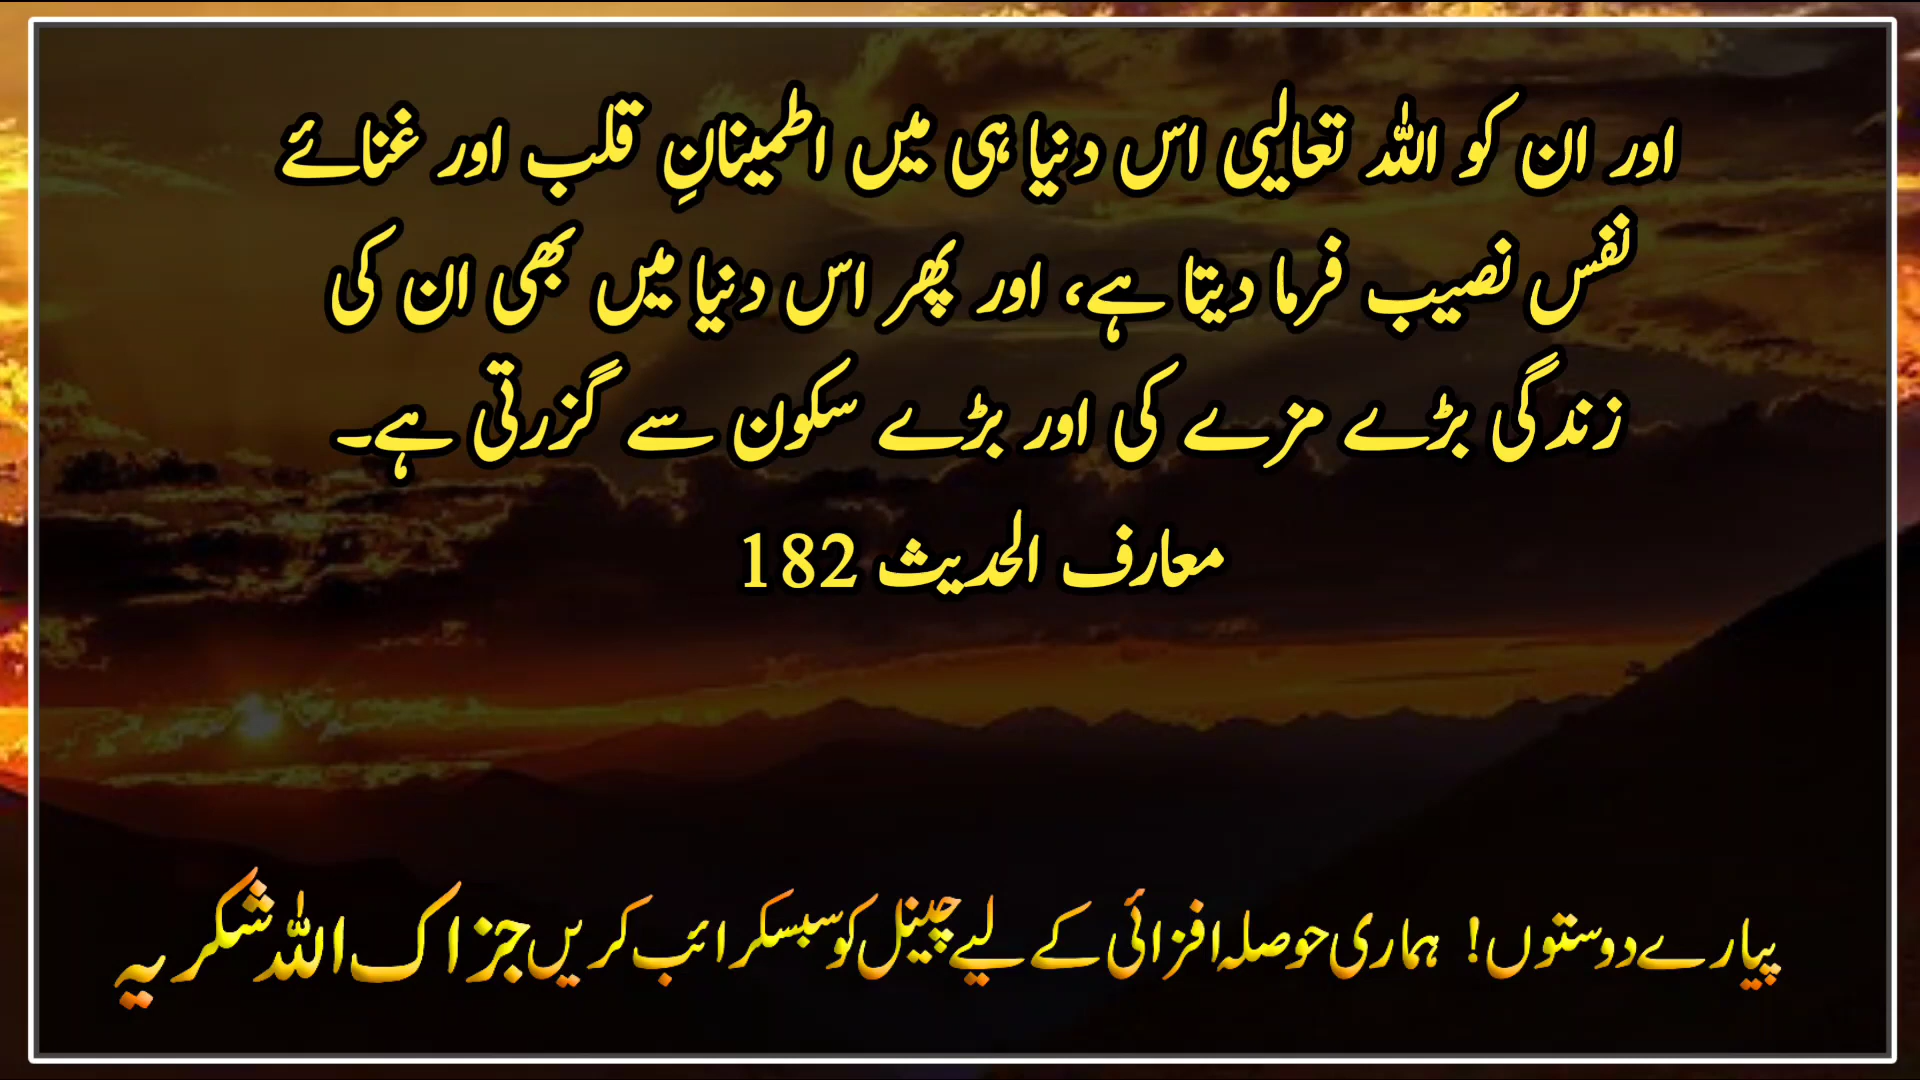 اور ان کو اللہ تعالیی اس دنیا ہی میں اطمینانِ قلب اور غنائے
نفس نصیب فرما دیتا ہے، اور پھر اس دنیا میں بھی ان کی
زندگی بڑے مزے کی اور بڑے سکون سے گزرتی ہے۔
معارف الحدیث 182
پیارے دوستوں! ہماری حوصلہ افزائی کے لیے چینل کو سبسکرائب کریں جزاک اللہ شکریہ